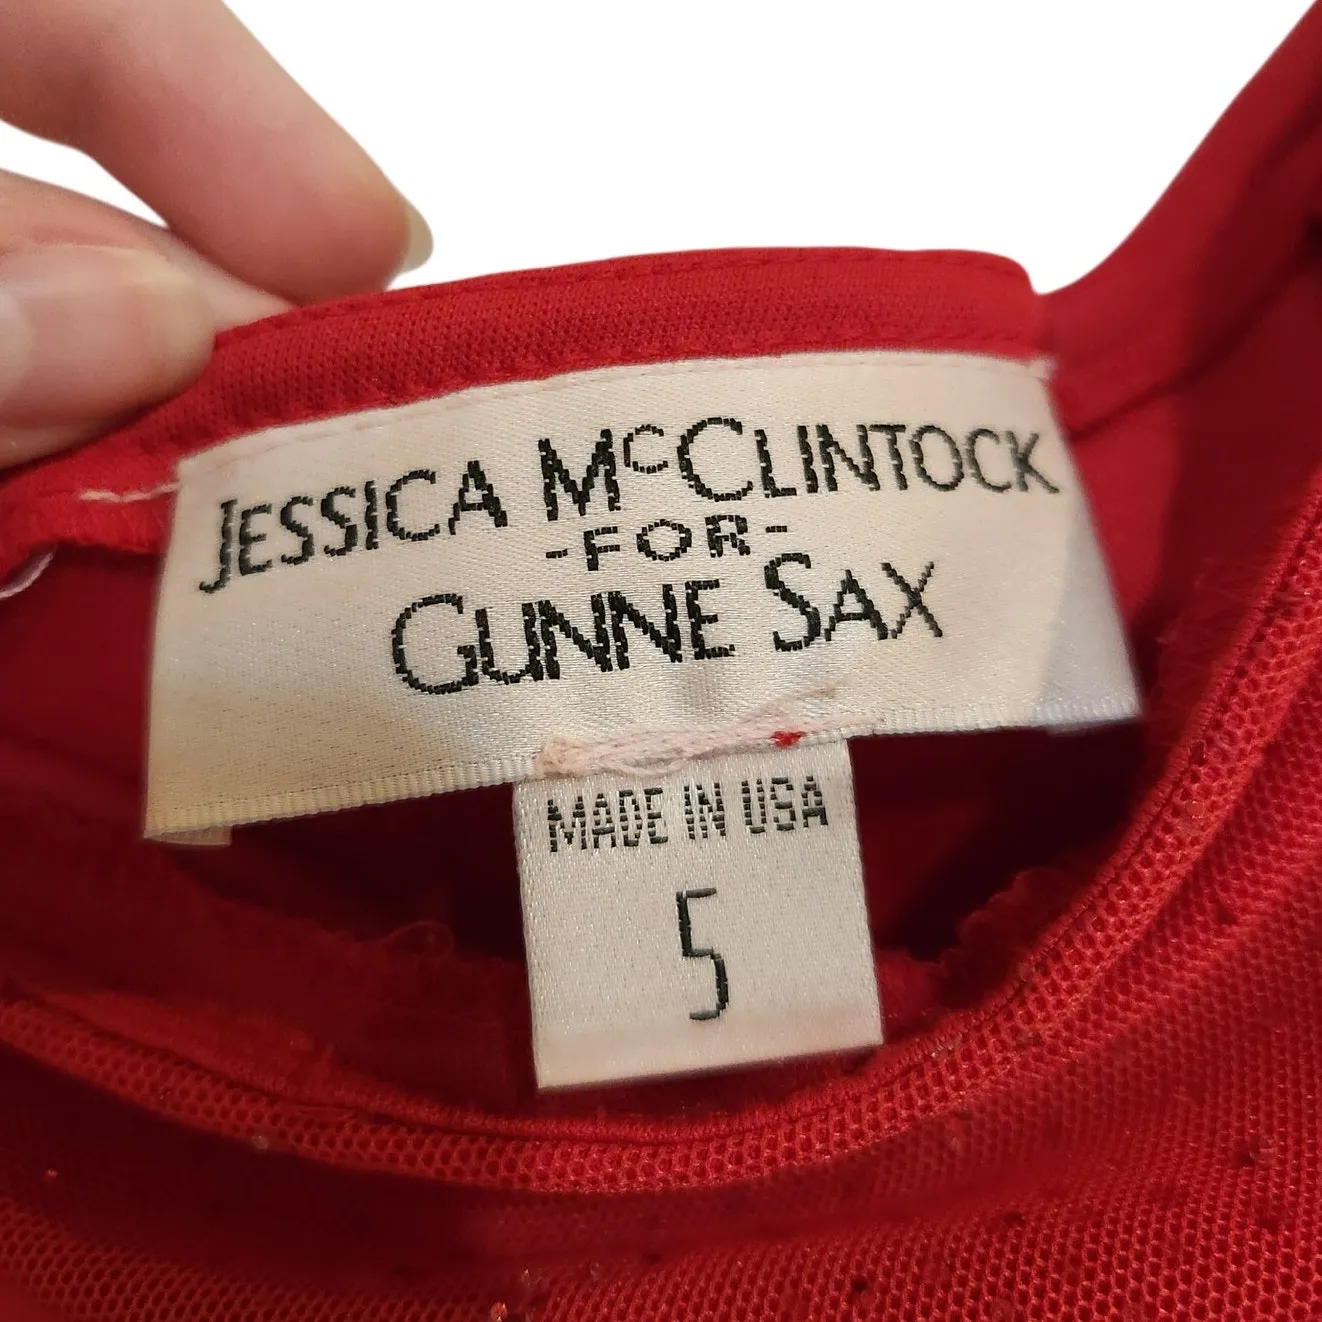 JESSICA McCLINTOCK
-FOR-
GUNNE SAX
MADE IN USA
5